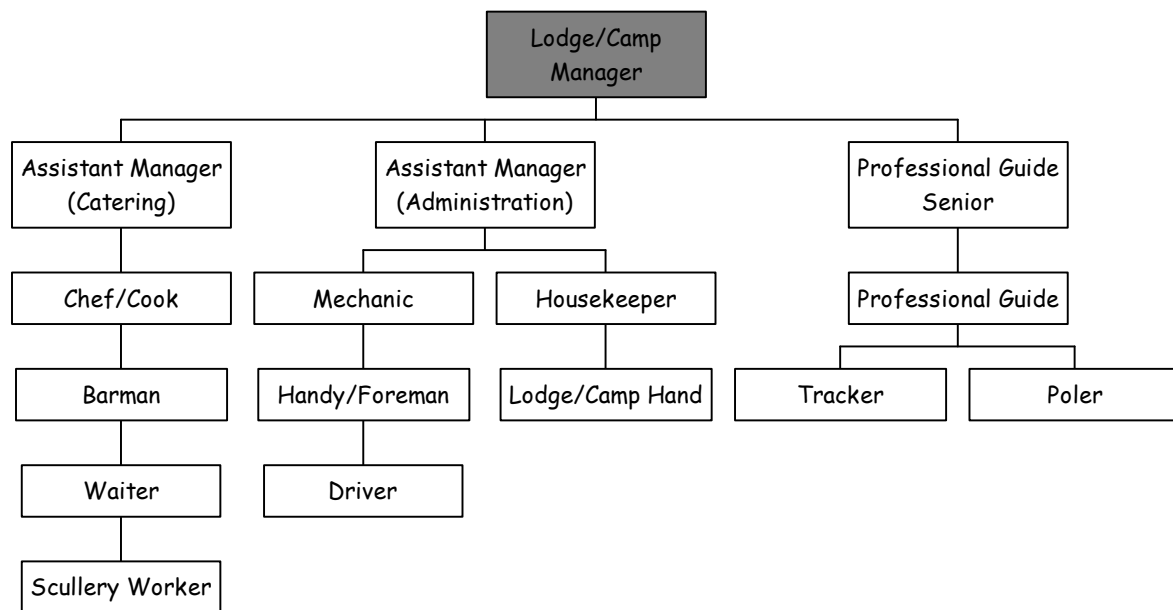 Lodge/Camp
Manager
Assistant Manager
(Catering)
Assistant Manager
(Administration)
Professional Guide
Senior
Chef/Cook
Mechanic
Housekeeper
Professional Guide
Barman
Handy/Foreman
Lodge/Camp Hand
Tracker
Poler
Waiter
Driver
Scullery Worker